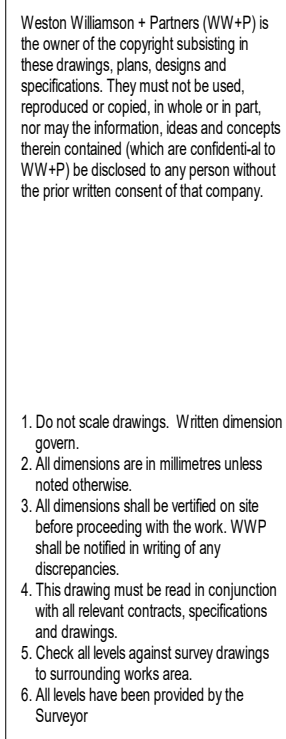 Weston Williamson + Partners (WW+P) is
the owner of the copyright subsisting in
these drawings, plans, designs and
specifications. They must not be used,
reproduced or copied, in whole or in part,
nor may the information, ideas and concepts
therein contained (which are confidenti-al to
WW+P) be disclosed to any person without
the prior written consent of that company.
1. Do not scale drawings. Written dimension
govern.
2. All dimensions are in millimetres unless
noted otherwise.
3. All dimensions shall be vertified on site
before proceeding with the work. WWP
shall be notified in writing of any
discrepancies.
4. This drawing must be read in conjunction
with all relevant contracts, specifications
and drawings.
5. Check all levels against survey drawings
to surrounding works area.
6. All levels have been provided by the
Surveyor